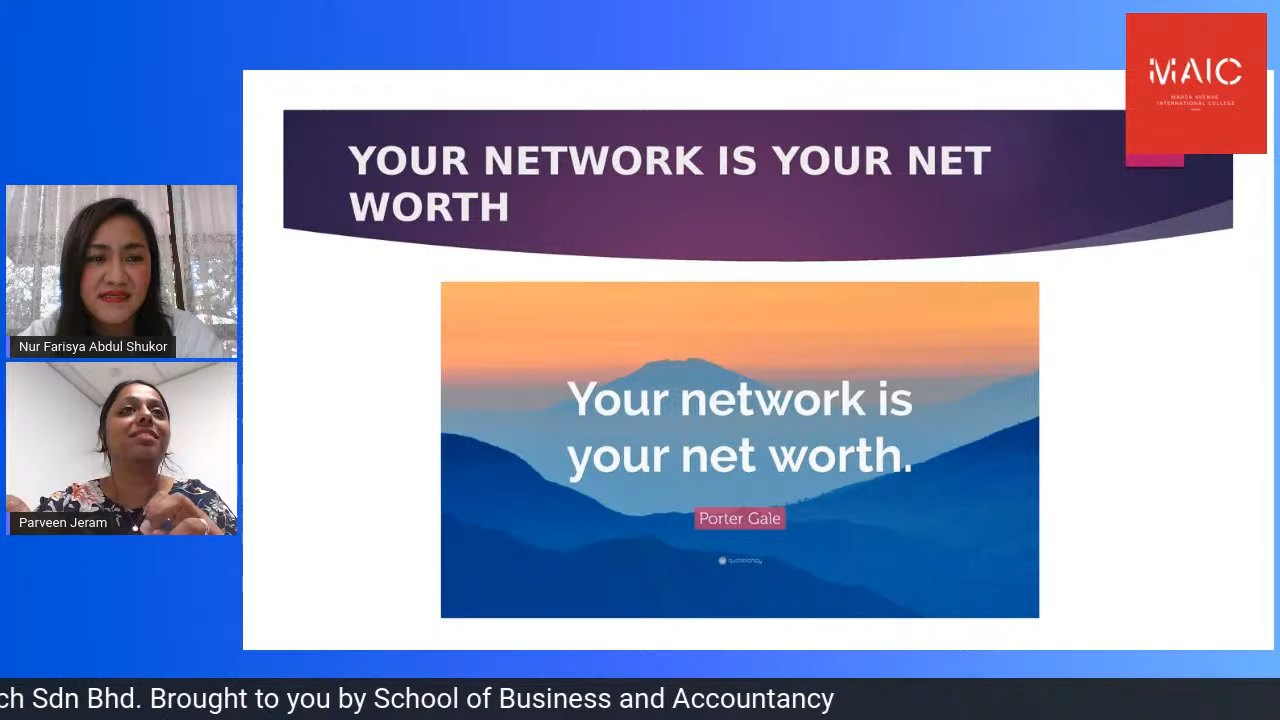 MAIC
MAHSA AVENUE
INTERNATIONAL COLLEGE
YOUR NETWORK IS YOUR NET
WORTH
Nur Farisya Abdul Shukor
Your network is
your net worth.
Parveen Jeram
Porter Gale
quotefancy
ch Sdn Bhd. Brought to you by School of Business and Accountancy